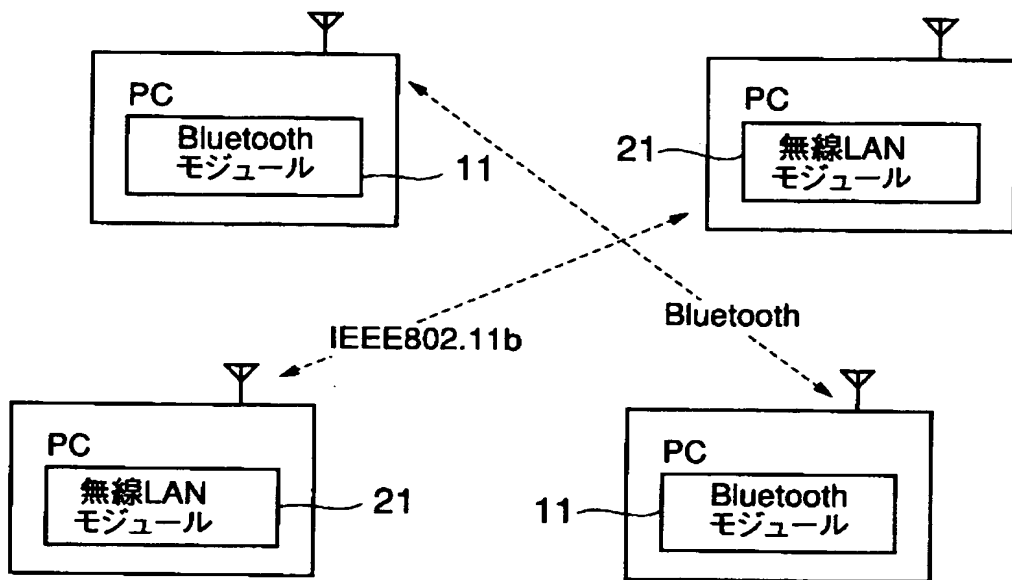 PC
Bluetooth
モジュール
11
PC
無線LAN
モジュール
21
IEEE802.11b
Bluetooth
PC
無線LAN
モジュール
21
PC
Bluetooth
モジュール
11